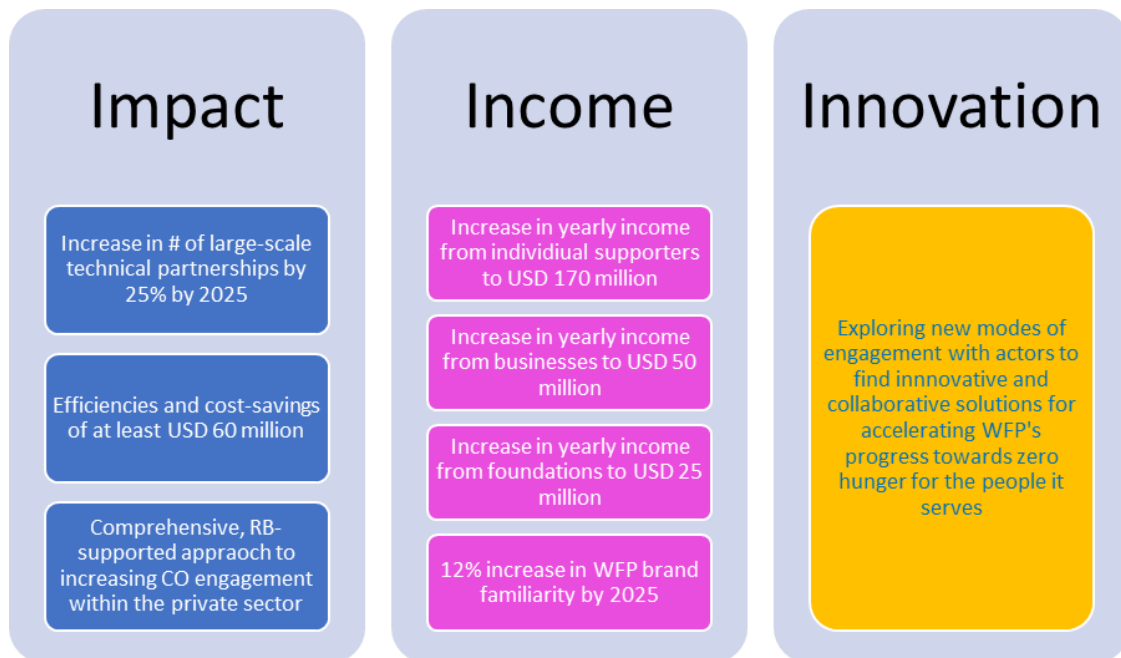 Impact
Increase in # of large-scale
technical partnerships by
25% by 2025
Efficiencies and cost-savings
of at least USD 60 million
Comprehensive, RB-
supported appraoch to
increasing CO engagement
within the private sector
Income
Increase in yearly income
from individiual supporters
to USD 170 million
Increase in yearly income
from businesses to USD 50
million
Increase in yearly income
from foundations to USD 25
million
12% increase in WFP brand
familiarity by 2025
Innovation
Exploring new modes of
engagement with actors to
find innnovative and
collaborative solutions for
accelerating WFP's
progress towards zero
hunger for the people it
serves